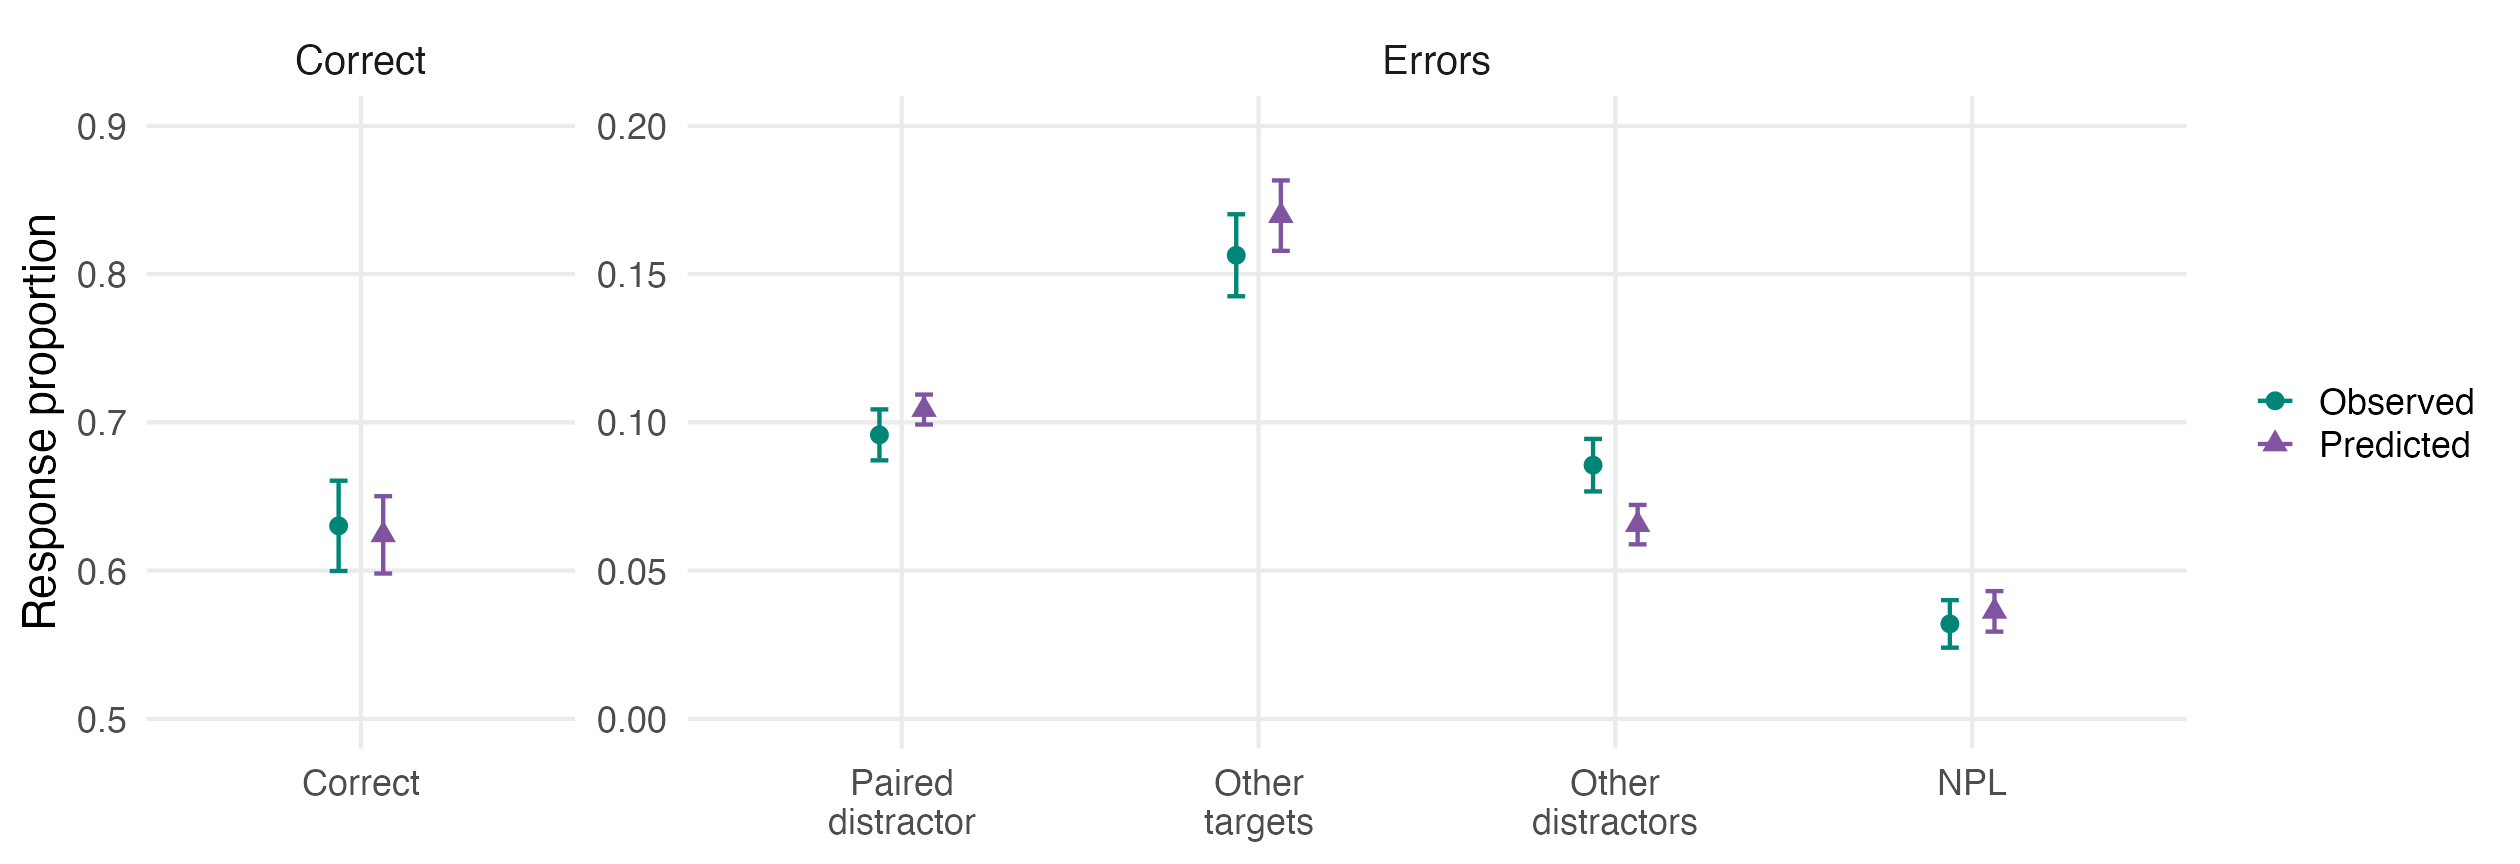 Correct
Errors
Response proportion
0.9
0.8
0.7
0.6
0.5
0.20
0.15
0.10
0.05
0.00
Correct
Paired
distractor
Other
targets
Other
distractors
NPL
Observed
Predicted